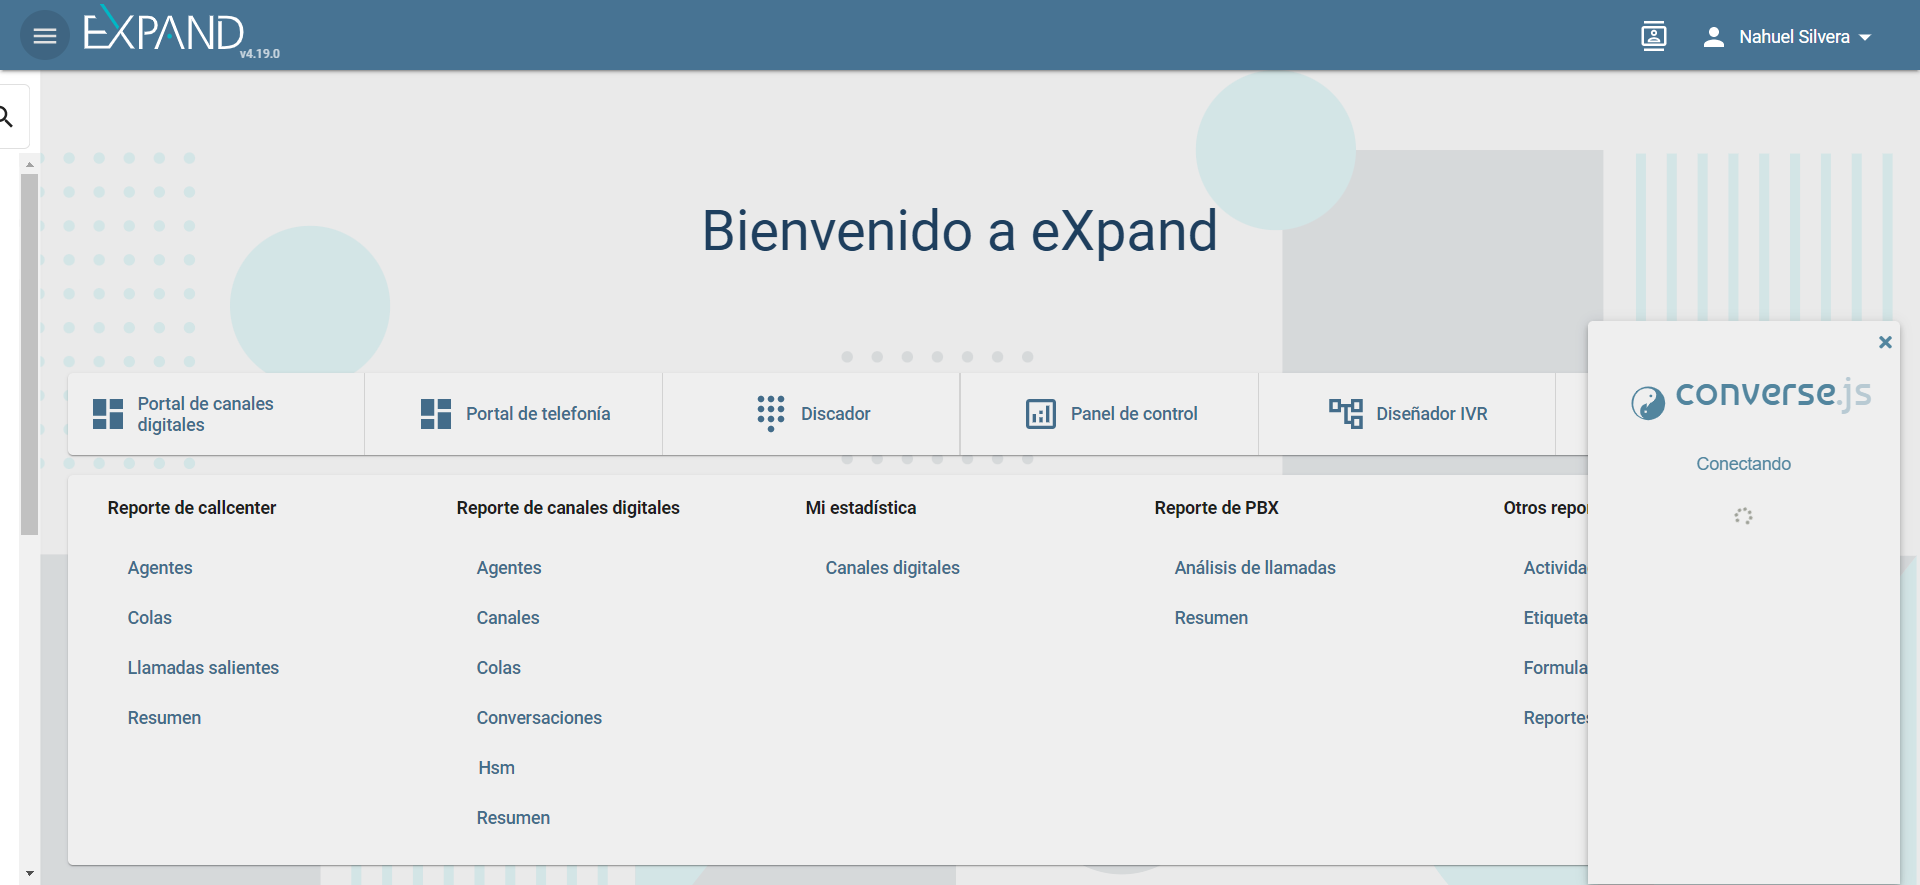 EXPAND
v4.19.0
Nahuel Silvera
Bienvenido a eXpand
Portal de canales
digitales
Portal de telefonía
Discador
Panel de control
Diseñador IVR
converse.js
Conectando
Reporte de callcenter
Agentes
Colas
Llamadas salientes
Resumen
Reporte de canales digitales
Agentes
Canales
Colas
Conversaciones
Hsm
Resumen
Mi estadística
Canales digitales
Reporte de PBX
Análisis de llamadas
Resumen
Otros repo
Activida
Etiqueta
Formula
Reportes